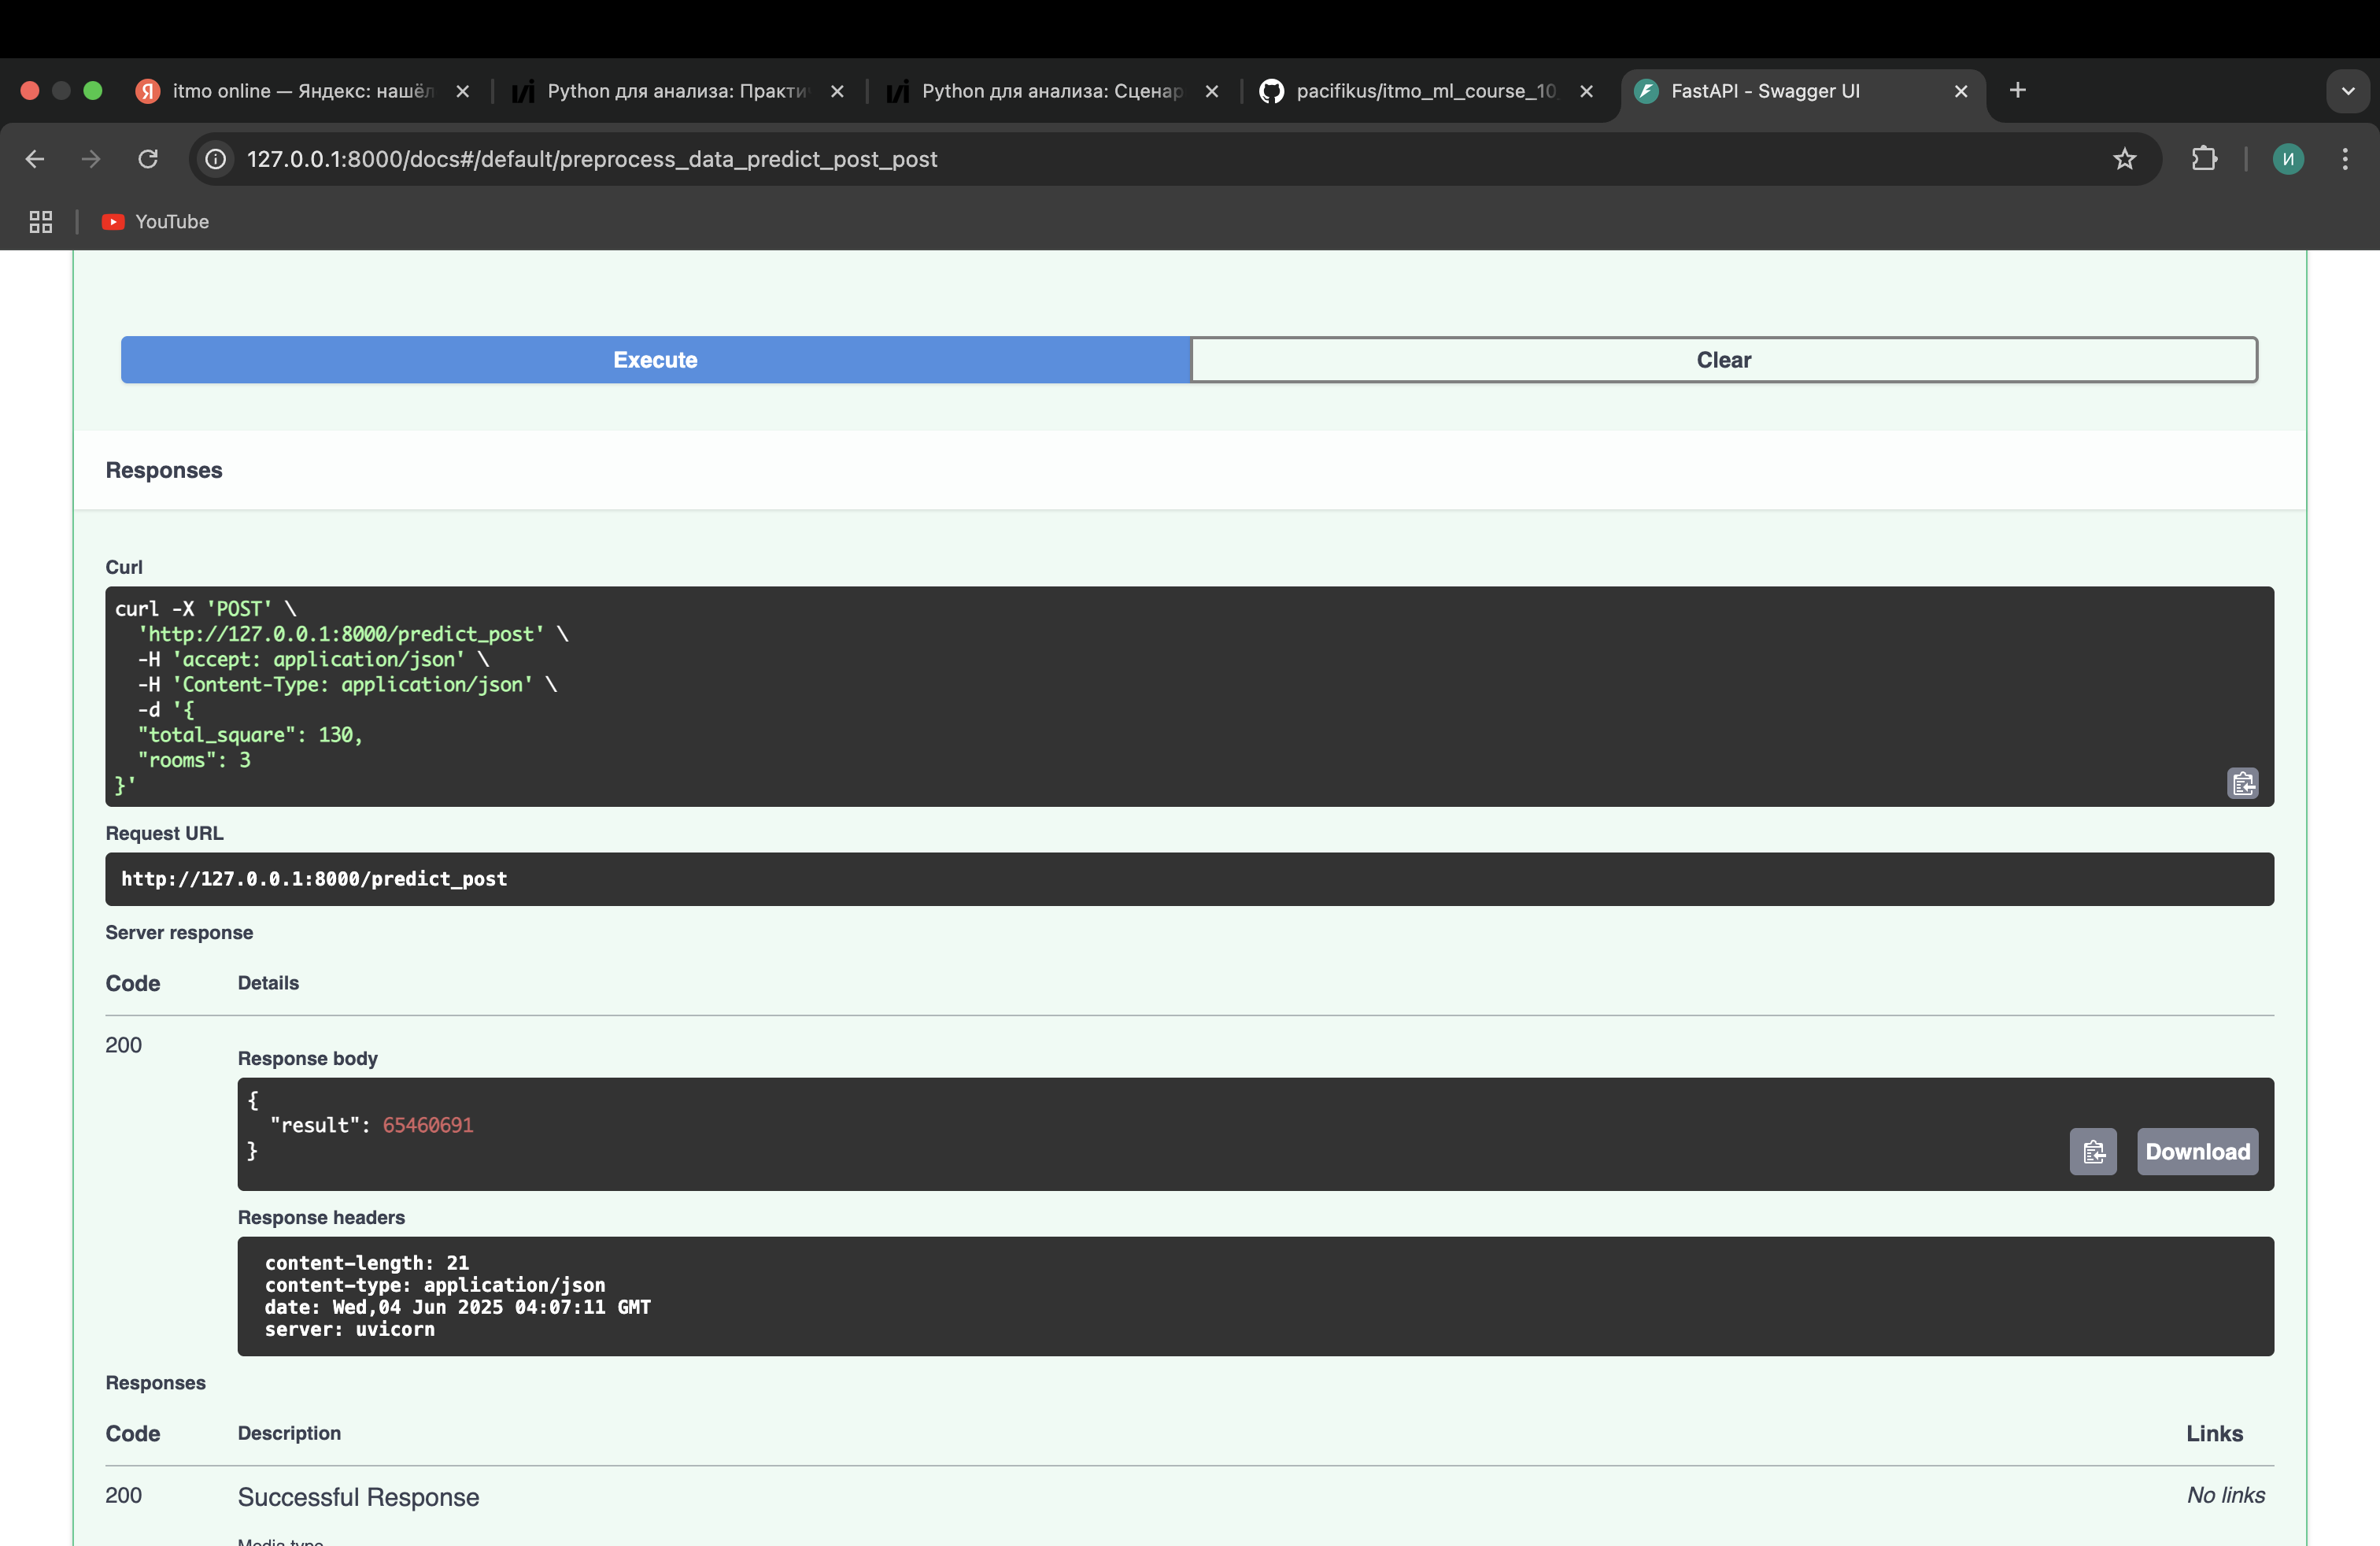 itmo online — Яндекс: нашёл
Python для анализа: Практи
Python для анализа: Сценар
pacifikus/itmo_ml_course_10
FastAPI - Swagger UI
127.0.0.1:8000/docs#/default/preprocess_data_predict_post_post
И
YouTube
Execute
Clear
Responses
Curl
curl -X 'POST' \
'http://127.0.0.1:8000/predict_post' \
-H 'accept: application/json' \
-H 'Content-Type: application/json' \
-d '{
"total_square": 130,
"rooms": 3
}'
Request URL
http://127.0.0.1:8000/predict_post
Server response
Code Details
200
Response body
{
"result": 65460691
}
Download
Response headers
content-length: 21
content-type: application/json
date: Wed,04 Jun 2025 04:07:11 GMT
server: uvicorn
Responses
Code Description Links
200 Successful Response No links
Media type